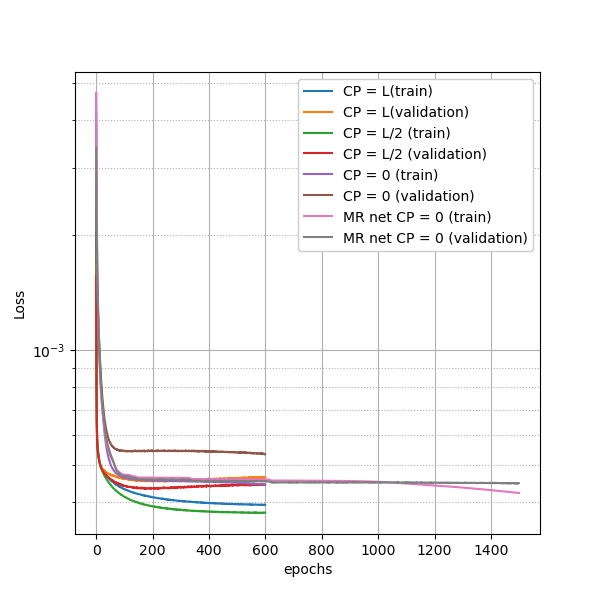 CP = L(train)
CP = L(validation)
CP = L/2 (train)
CP = L/2 (validation)
CP = 0 (train)
CP = 0 (validation)
MR net CP = 0 (train)
MR net CP = 0 (validation)
Loss
10⁻³
0 200 400 600 800 1000 1200 1400
epochs